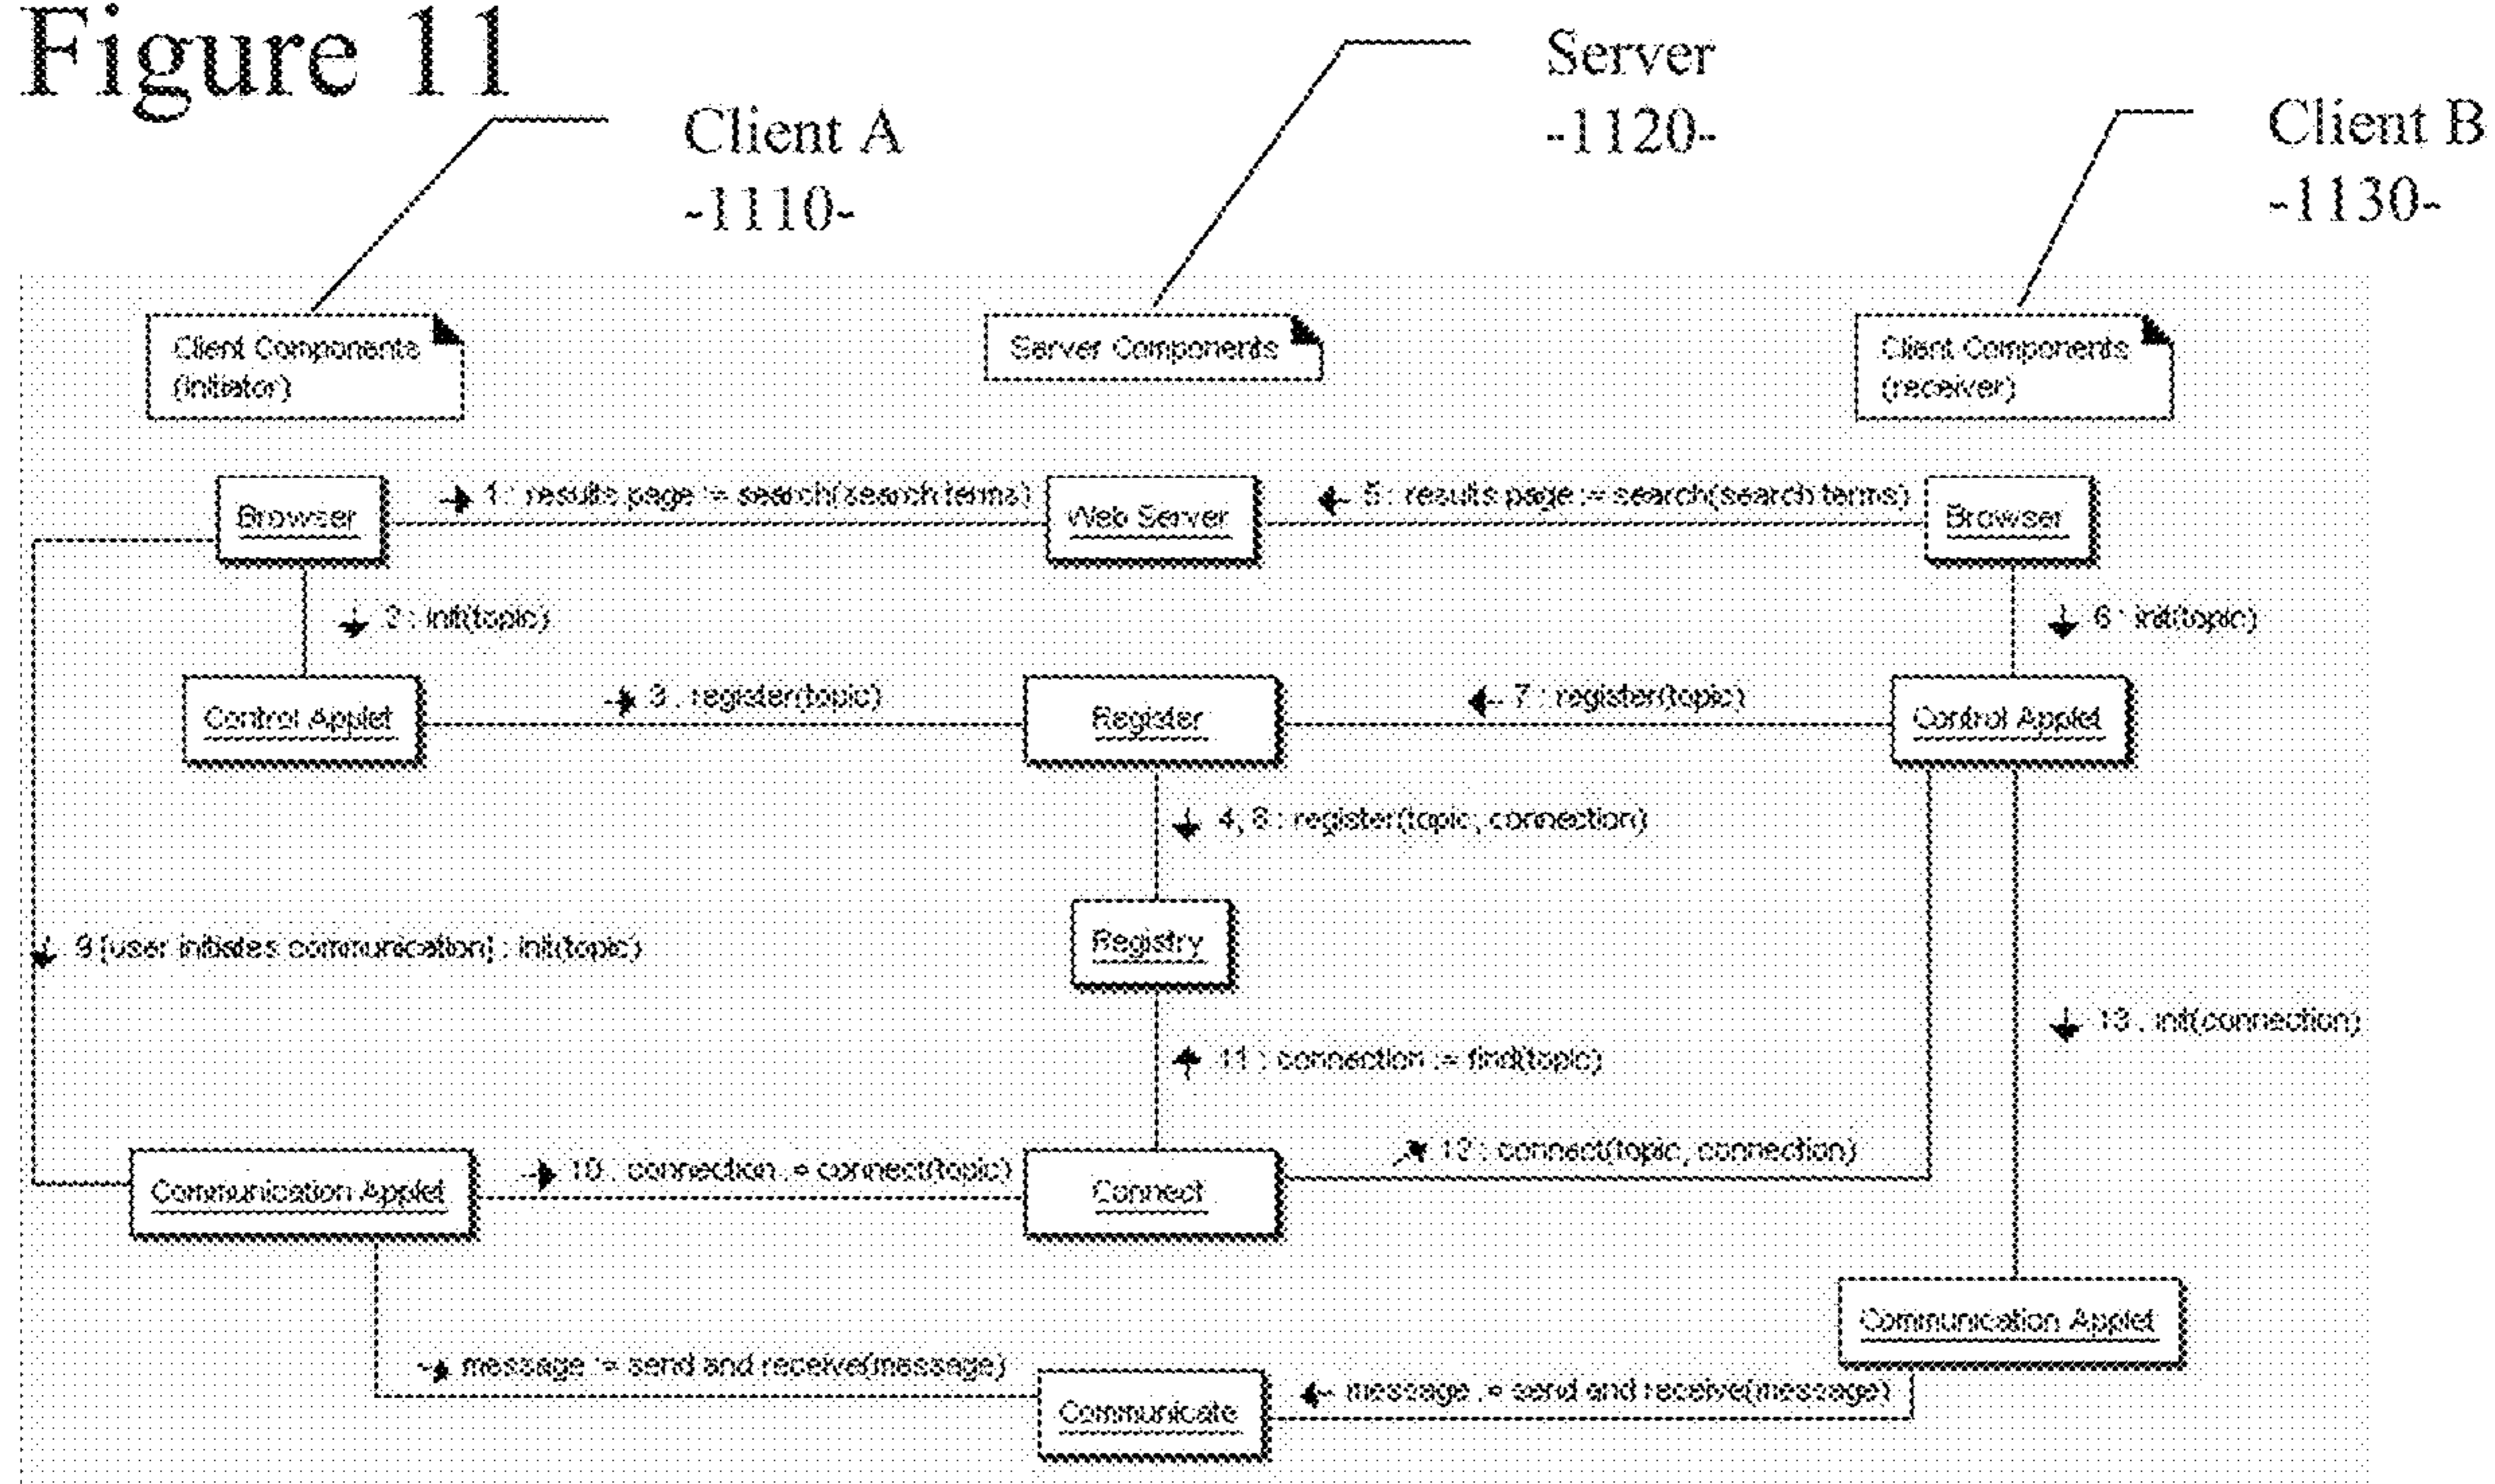 Figure 11
Server
-1120-
Client A
-1110-
Client B
-1130-
Client Components
(initiator)
Server Components
Client Components
(receiver)
Browser
1 : results page := search(search terms)
Web Server
5 : results page := search(search terms)
Browser
2 : init(topic)
6 : init(topic)
Control Applet
3 : register(topic)
Register
7 : register(topic)
Control Applet
4, 8 : register(topic, connection)
9 [user initiates communication] : init(topic)
Registry
13 : init(connection)
11 : connection := find(topic)
Communication Applet
10 : connection := connect(topic)
Connect
12 : connect(topic, connection)
Communication Applet
message := send and receive(message)
Communicate
message := send and receive(message)